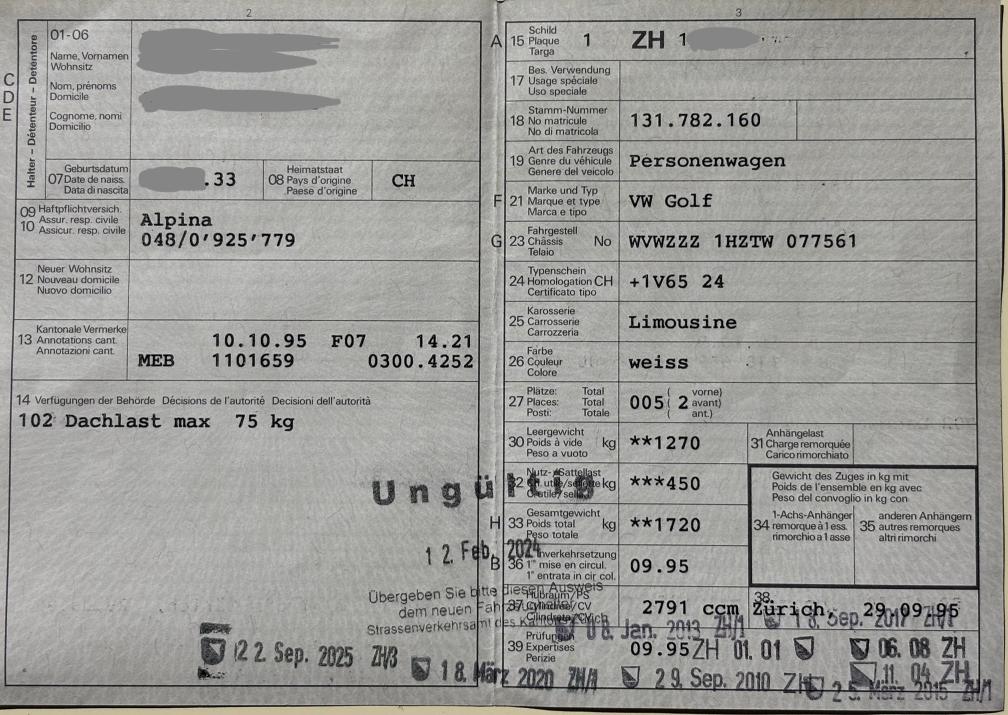 2
C
D
E
Halter – Détenteur – Detentore
01-06
Name, Vornamen
Wohnsitz
Nom, prénoms
Domicile
Cognome, nomi
Domicilio
07 Geburtsdatum
Date de naiss.
Data di nascita
.33
08 Heimatstaat
Pays d'origine
Paese d'origine
CH
09 Haftpflichtversich.
10 Assur. resp. civile
Assicur. resp. civile
Alpina
048/0'925'779
12 Neuer Wohnsitz
Nouveau domicile
Nuovo domicilio
13 Kantonale Vermerke
Annotations cant.
Annotazioni cant.
10.10.95 F07 14.21
MEB 1101659 0300.4252
14 Verfügungen der Behörde Décisions de l'autorité Decisioni dell'autorità
102 Dachlast max 75 kg
Ungültig
12. Feb. 2024
Übergeben Sie bitte diesen Ausweis
dem neuen
Strassenverkehrsamt des
22. Sep. 2025 ZH/3
18. März 2020 ZH/1
3
A 15 Schild
Plaque
Targa
1 ZH 1
17 Bes. Verwendung
Usage spéciale
Uso speciale
18 Stamm-Nummer
No matricule
No di matricola
131.782.160
19 Art des Fahrzeugs
Genre du véhicule
Genere del veicolo
Personenwagen
F 21 Marke und Typ
Marque et type
Marca e tipo
VW Golf
G 23 Fahrgestell
Châssis No
Telaio
WVWZZZ 1HZTW 077561
24 Typenschein
Homologation CH
Certificato tipo
+1V65 24
25 Karosserie
Carrosserie
Carrozzeria
Limousine
26 Farbe
Couleur
Colore
weiss
27 Plätze: Total
Places: Total
Posti: Totale
005 ( 2 vorne)
( avant)
( ant.)
30 Leergewicht
Poids à vide kg
Peso a vuoto
**1270
31 Anhängelast
Charge remorquée
Carico rimorchiato
32 Nutz-/Sattellast
kg
***450
Gewicht des Zuges in kg mit
Poids de l'ensemble en kg avec
Peso del convoglio in kg con
H 33 Gesamtgewicht
Poids total kg
Peso totale
**1720
34 1-Achs-Anhänger
remorque à 1 ess.
rimorchio a 1 asse
35 anderen Anhängern
autres remorques
altri rimorchi
B 36 Inverkehrsetzung
1re mise en circul.
1a entrata in cir col.
09.95
37 Hubraum/PS
Cylindrée/CV
Cilindrata/CV
2791 ccm
38
Zürich, 29.09.95
08. Jan. 2013 ZH/1
18. Sep. 2017 ZH/1
39 Prüfungen
Expertises
Perizie
09.95 ZH 01. 01
06. 08 ZH
29. Sep. 2010 ZH
11. 04 ZH
25. März 2015 ZH/1